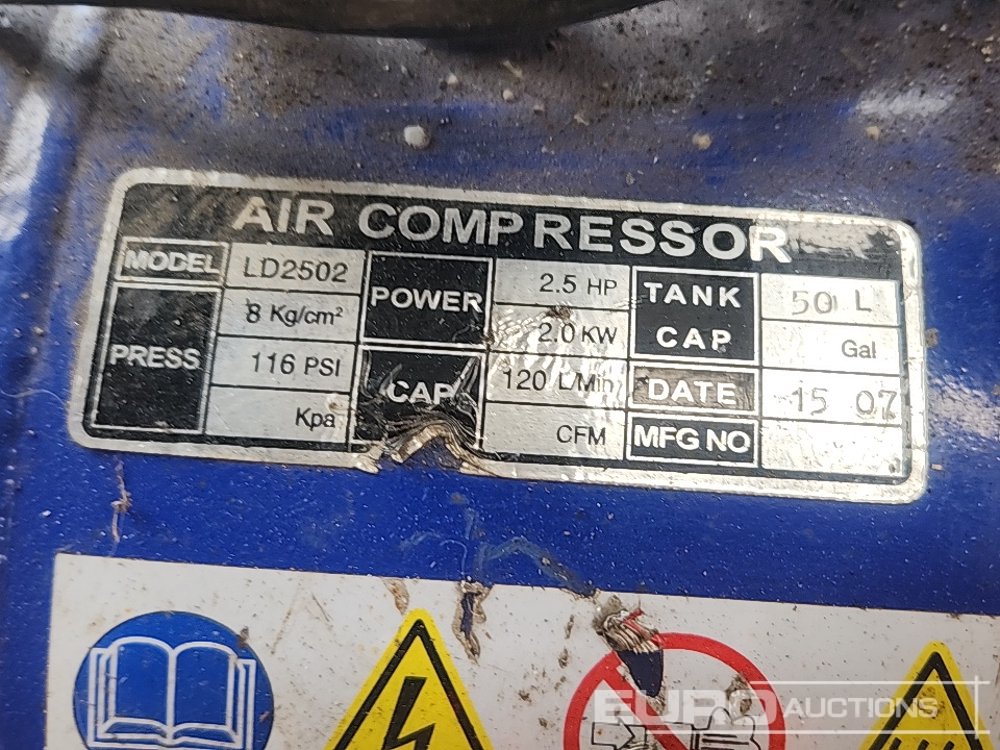 AIR COMPRESSOR
MODEL LD2502 POWER 2.5 HP TANK CAP 50 L
PRESS 8 Kg/cm² 2.0 KW Gal
116 PSI CAP 120 L/Min DATE 15 07
Kpa CFM MFG NO
EURO AUCTIONS